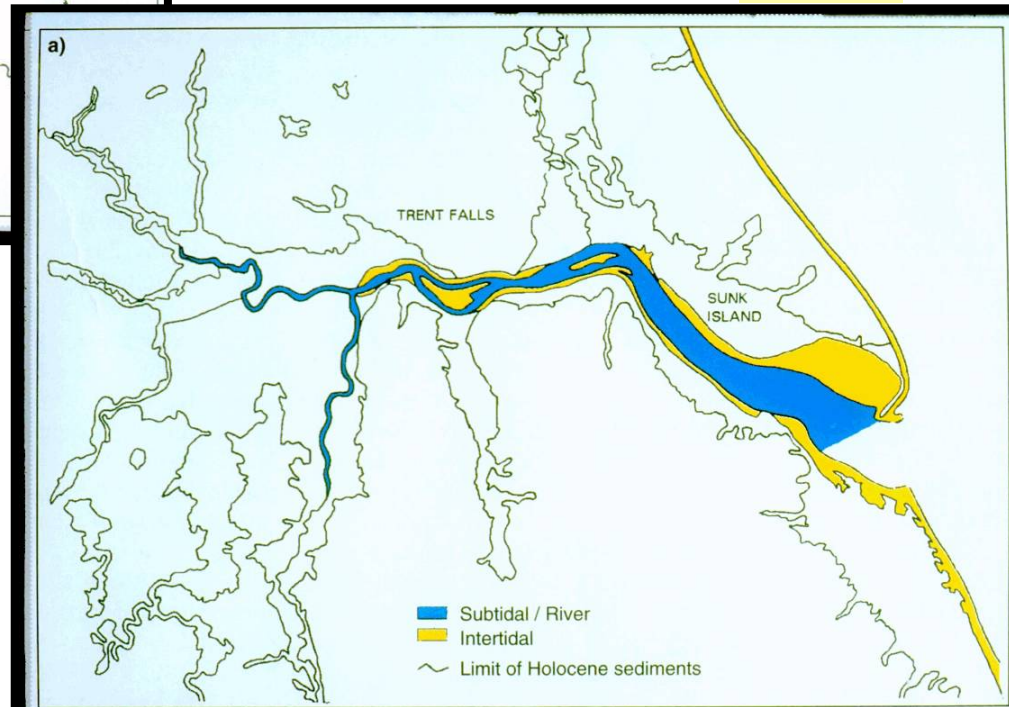 a)
TRENT FALLS
SUNK
ISLAND
Subtidal / River
Intertidal
Limit of Holocene sediments